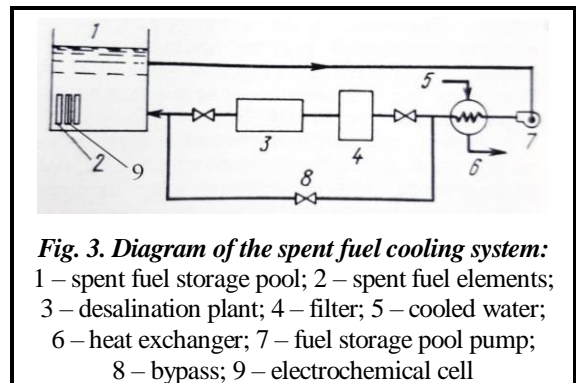 1
5
7
3
4
6
2
9
8
Fig. 3. Diagram of the spent fuel cooling system:
1 – spent fuel storage pool; 2 – spent fuel elements;
3 – desalination plant; 4 – filter; 5 – cooled water;
6 – heat exchanger; 7 – fuel storage pool pump;
8 – bypass; 9 – electrochemical cell